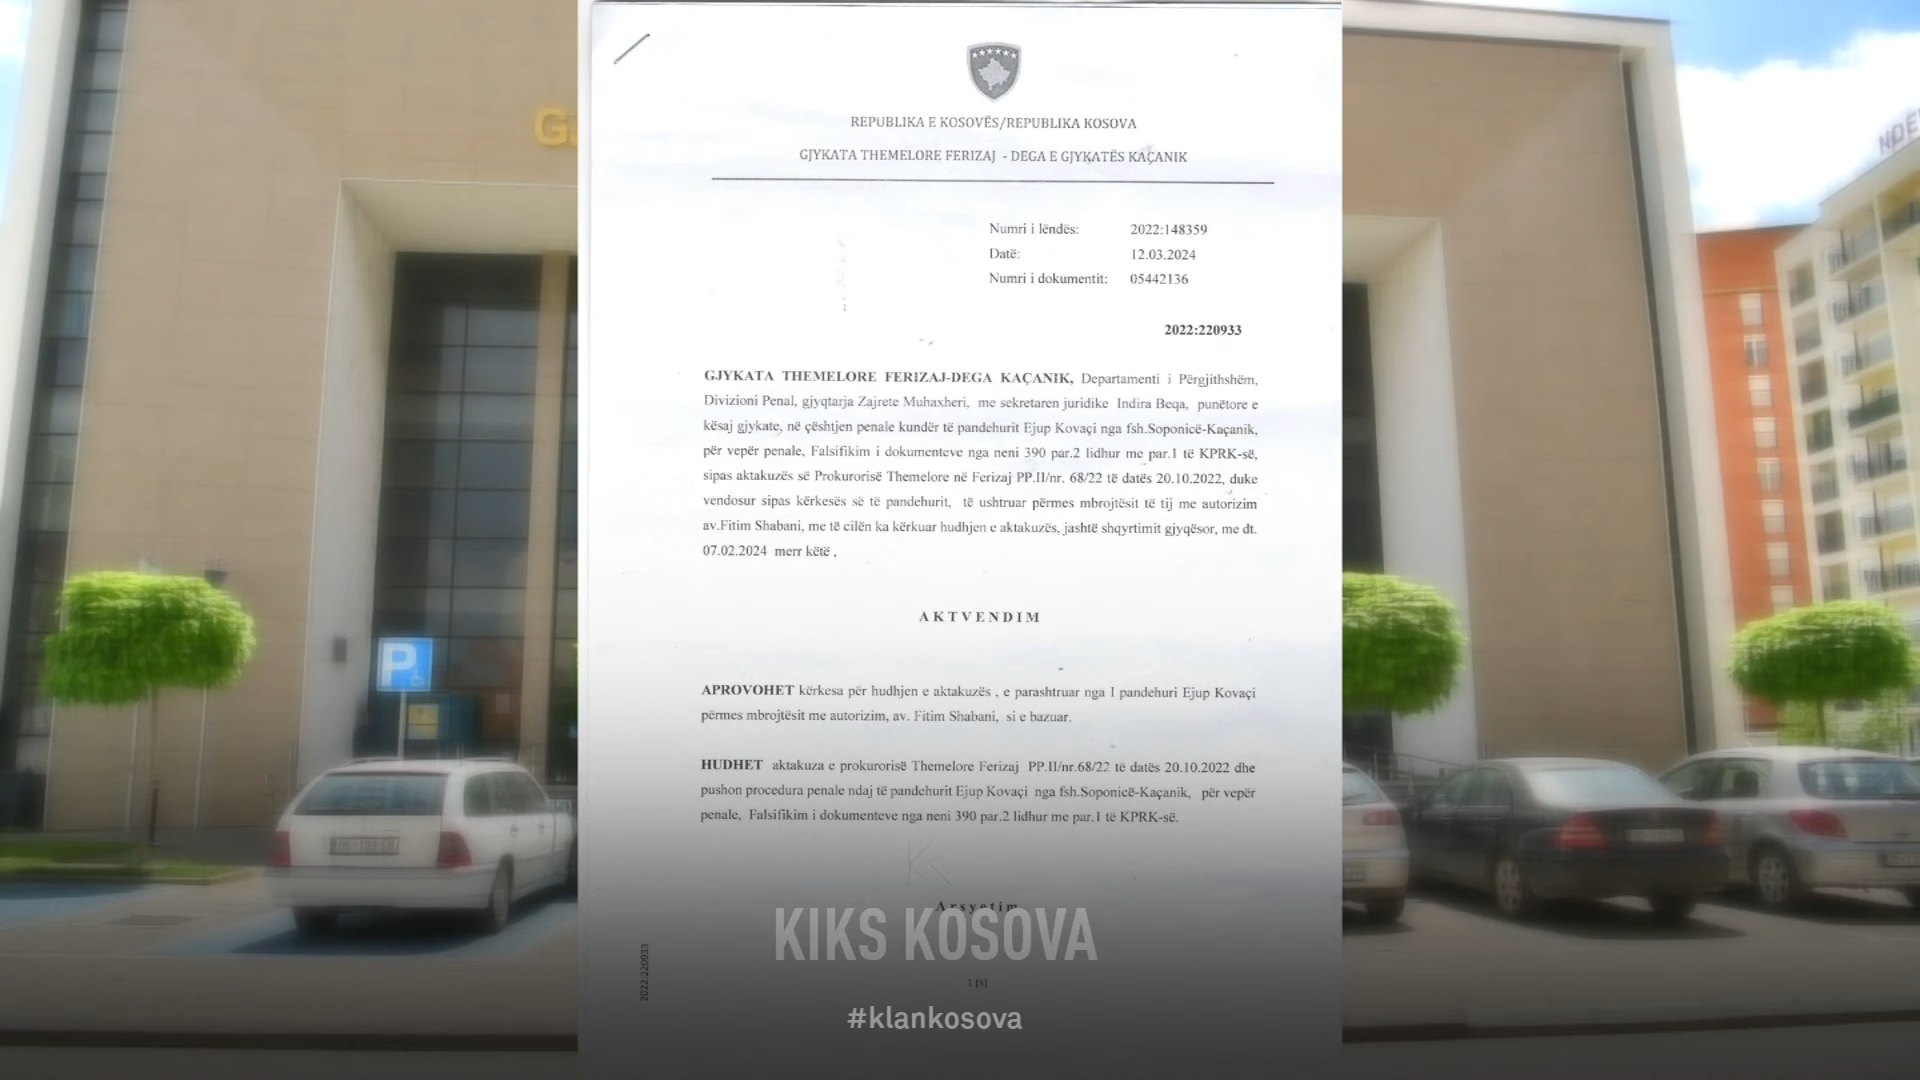 REPUBLIKA E KOSOVËS/REPUBLIKA KOSOVA
GJYKATA THEMELORE FERIZAJ - DEGA E GJYKATËS KAÇANIK
Numri i lëndës: 2022:148359
Datë: 12.03.2024
Numri i dokumentit: 05442136
2022:220933
GJYKATA THEMELORE FERIZAJ-DEGA KAÇANIK, Departamenti i Përgjithshëm,
Divizioni Penal, gjyqtarja Zajrete Muhaxheri, me sekretaren juridike Indira Beqa, punëtore e
kësaj gjykate, në çështjen penale kundër të pandehurit Ejup Kovaçi nga fsh.Soponicë-Kaçanik,
për vepër penale, Falsifikim i dokumenteve nga neni 390 par.2 lidhur me par.1 të KPRK-së,
sipas aktakuzës së Prokurorisë Themelore në Ferizaj PP.II/nr. 68/22 të datës 20.10.2022, duke
vendosur sipas kërkesës së të pandehurit, të ushtruar përmes mbrojtësit të tij me autorizim
av.Fitim Shabani, me të cilën ka kërkuar hudhjen e aktakuzës, jashtë shqyrtimit gjyqësor, me dt.
07.02.2024 merr këtë ,
AKTVENDIM
APROVOHET kërkesa për hudhjen e aktakuzës , e parashtruar nga I pandehuri Ejup Kovaçi
përmes mbrojtësit me autorizim, av. Fitim Shabani, si e bazuar.
HUDHET aktakuza e prokurorisë Themelore Ferizaj PP.II/nr.68/22 të datës 20.10.2022 dhe
pushon procedura penale ndaj të pandehurit Ejup Kovaçi nga fsh.Soponicë-Kaçanik, për vepër
penale, Falsifikim i dokumenteve nga neni 390 par.2 lidhur me par.1 të KPRK-së.
Arsyetim
KIKS KOSOVA
1 [5]
#klankosova
2022:220933
P